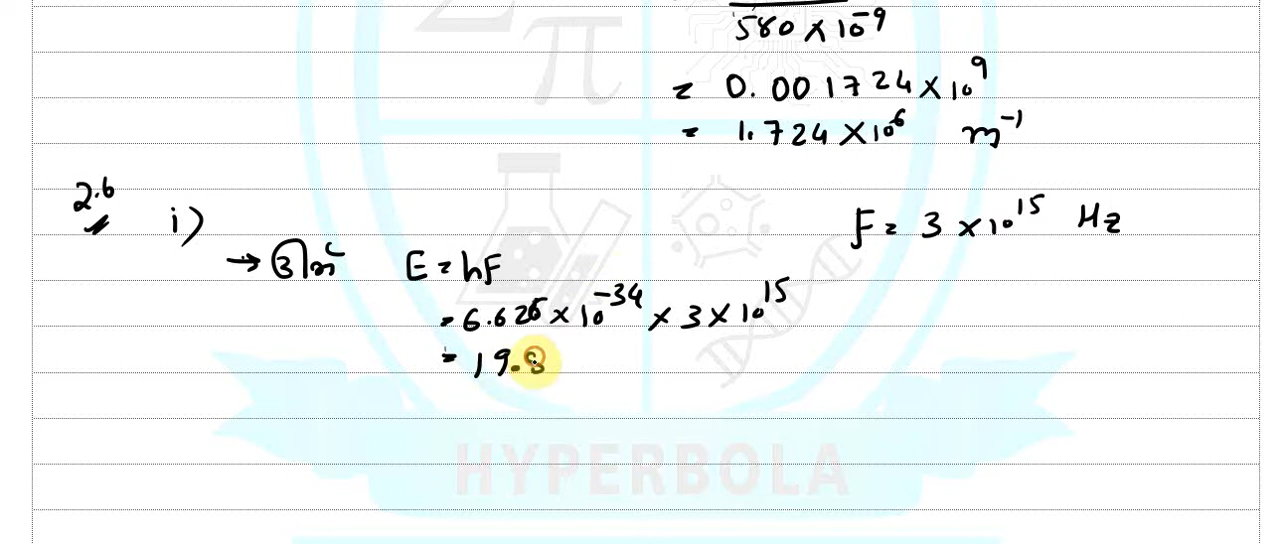 580 × 10⁻⁹
= 0.001724 × 10⁹
= 1.724 × 10⁶ m⁻¹
2.6 i) F = 3 × 10¹⁵ Hz
→ E = hF
= 6.626 × 10⁻³⁴ × 3 × 10¹⁵
= 19.8
HYPERBOLA